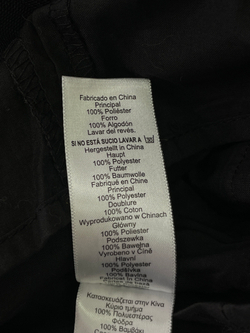 Fabricado en China
Principal
100% Poliéster
Forro
100% Algodón
Lavar del revés.
SI NO ESTÁ SUCIO LAVAR A 30
Hergestellt in China
Haupt
100% Polyester
Futter
100% Baumwolle
Fabriqué en Chine
Principal
100% Polyester
Doublure
100% Coton
Wyprodukowano w Chinach
Główny
100% Poliester
Podszewka
100% Bawełna
Vyrobeno v Číně
Hlavní
100% Polyester
Podšívka
100% Bavlna
in China
Κατασκευάζεται στην Κίνα
Κύριο τμήμα
100% Πολυεστέρας
Φόδρα
100% Βαμβάκι